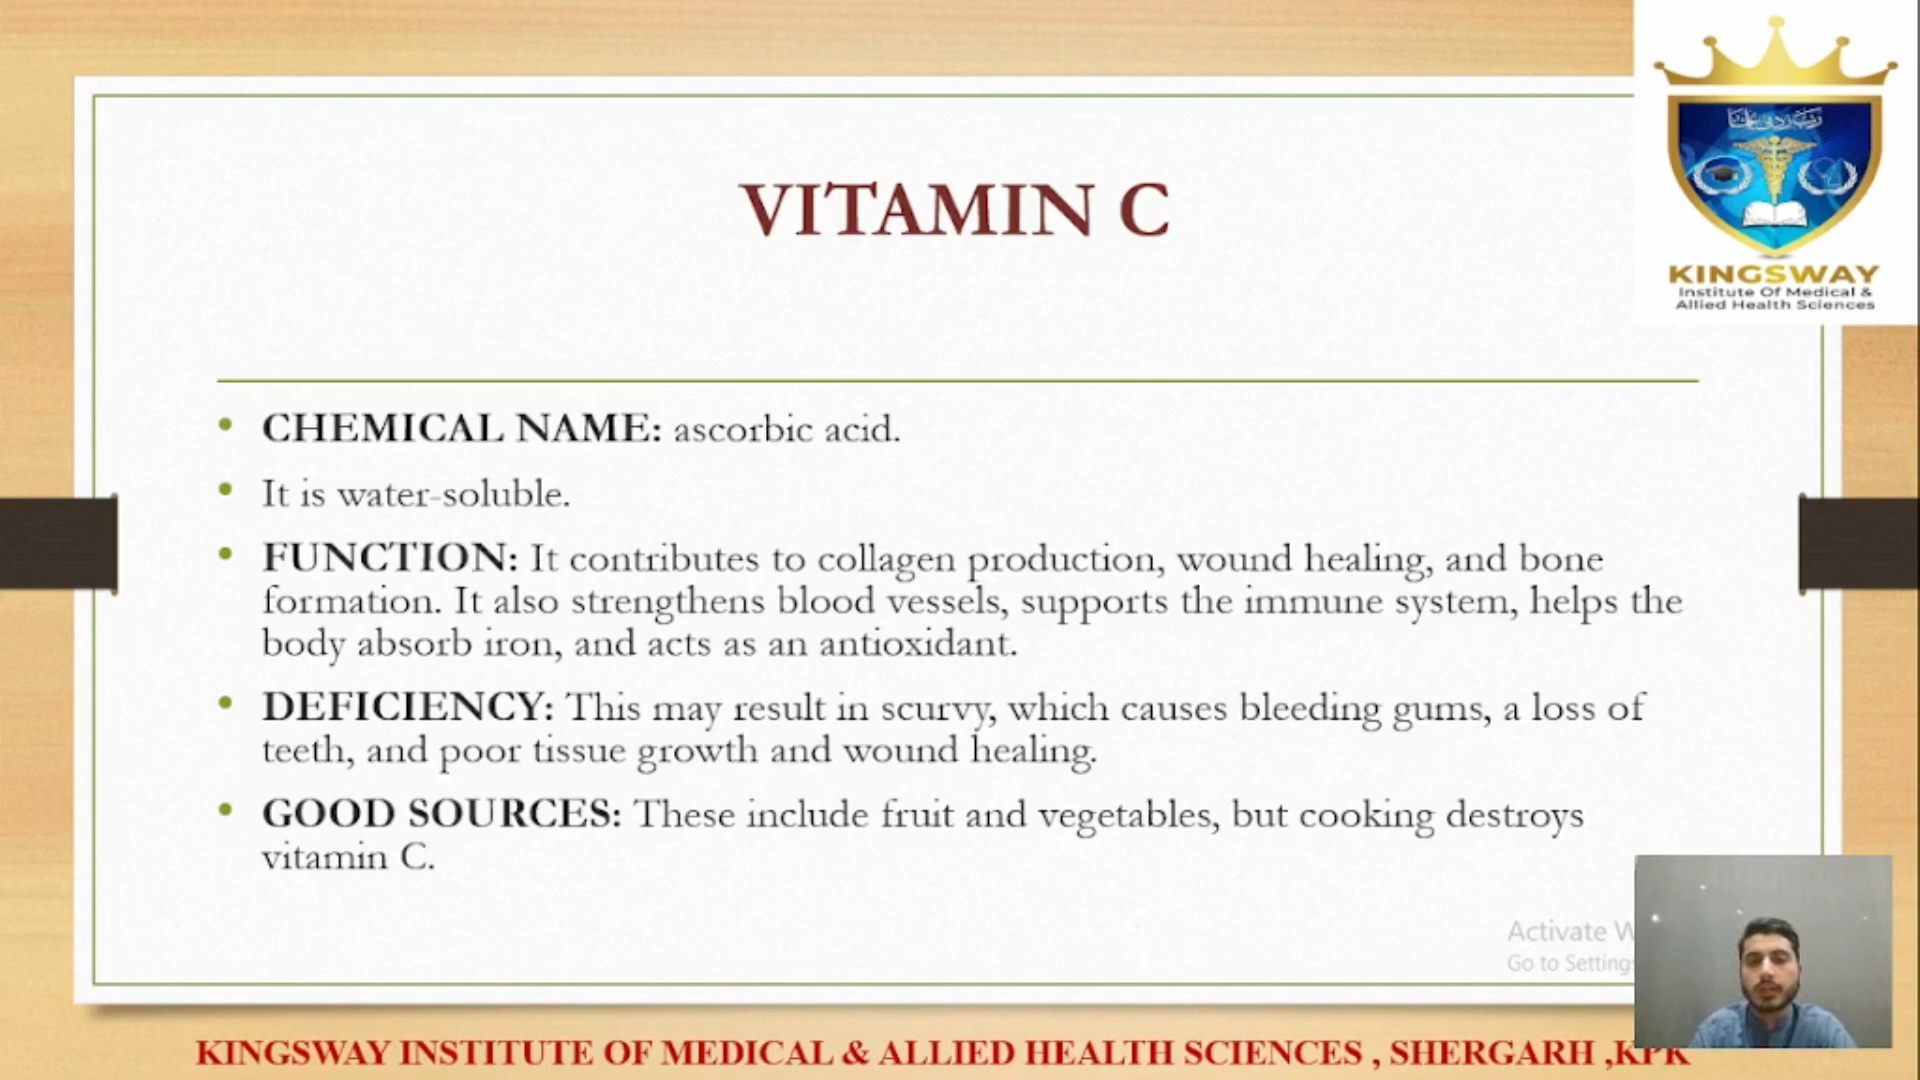 VITAMIN C
KINGSWAY
Institute Of Medical &
Allied Health Sciences
• CHEMICAL NAME: ascorbic acid.
• It is water-soluble.
• FUNCTION: It contributes to collagen production, wound healing, and bone
formation. It also strengthens blood vessels, supports the immune system, helps the
body absorb iron, and acts as an antioxidant.
• DEFICIENCY: This may result in scurvy, which causes bleeding gums, a loss of
teeth, and poor tissue growth and wound healing.
• GOOD SOURCES: These include fruit and vegetables, but cooking destroys
vitamin C.
Activate W
Go to Settings
KINGSWAY INSTITUTE OF MEDICAL & ALLIED HEALTH SCIENCES , SHERGARH ,KPK